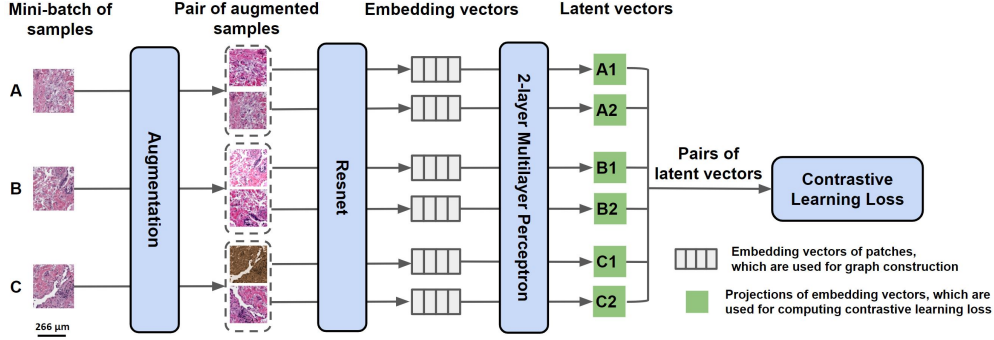 Mini-batch of
samples
Pair of augmented
samples
Embedding vectors
Latent vectors
A
B
C
266 μm
Augmentation
Resnet
2-layer Multilayer Perceptron
A1
A2
B1
B2
C1
C2
Pairs of
latent vectors
Contrastive
Learning Loss
Embedding vectors of patches,
which are used for graph construction
Projections of embedding vectors, which are
used for computing contrastive learning loss